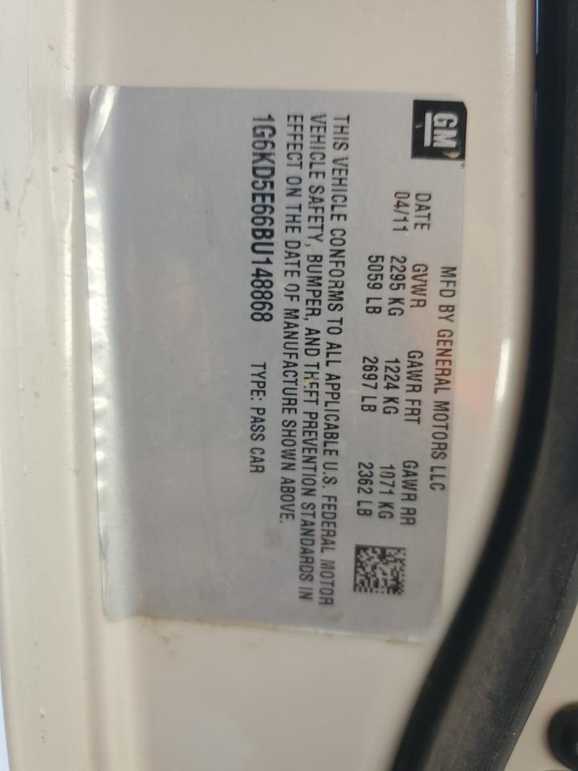 GM
MFD BY GENERAL MOTORS LLC
DATE GVWR GAWR FRT GAWR RR
04/11 2295 KG 1224 KG 1071 KG
5059 LB 2697 LB 2362 LB
THIS VEHICLE CONFORMS TO ALL APPLICABLE U.S. FEDERAL MOTOR
VEHICLE SAFETY, BUMPER, AND THEFT PREVENTION STANDARDS IN
EFFECT ON THE DATE OF MANUFACTURE SHOWN ABOVE.
1G6KD5E66BU148868 TYPE: PASS CAR